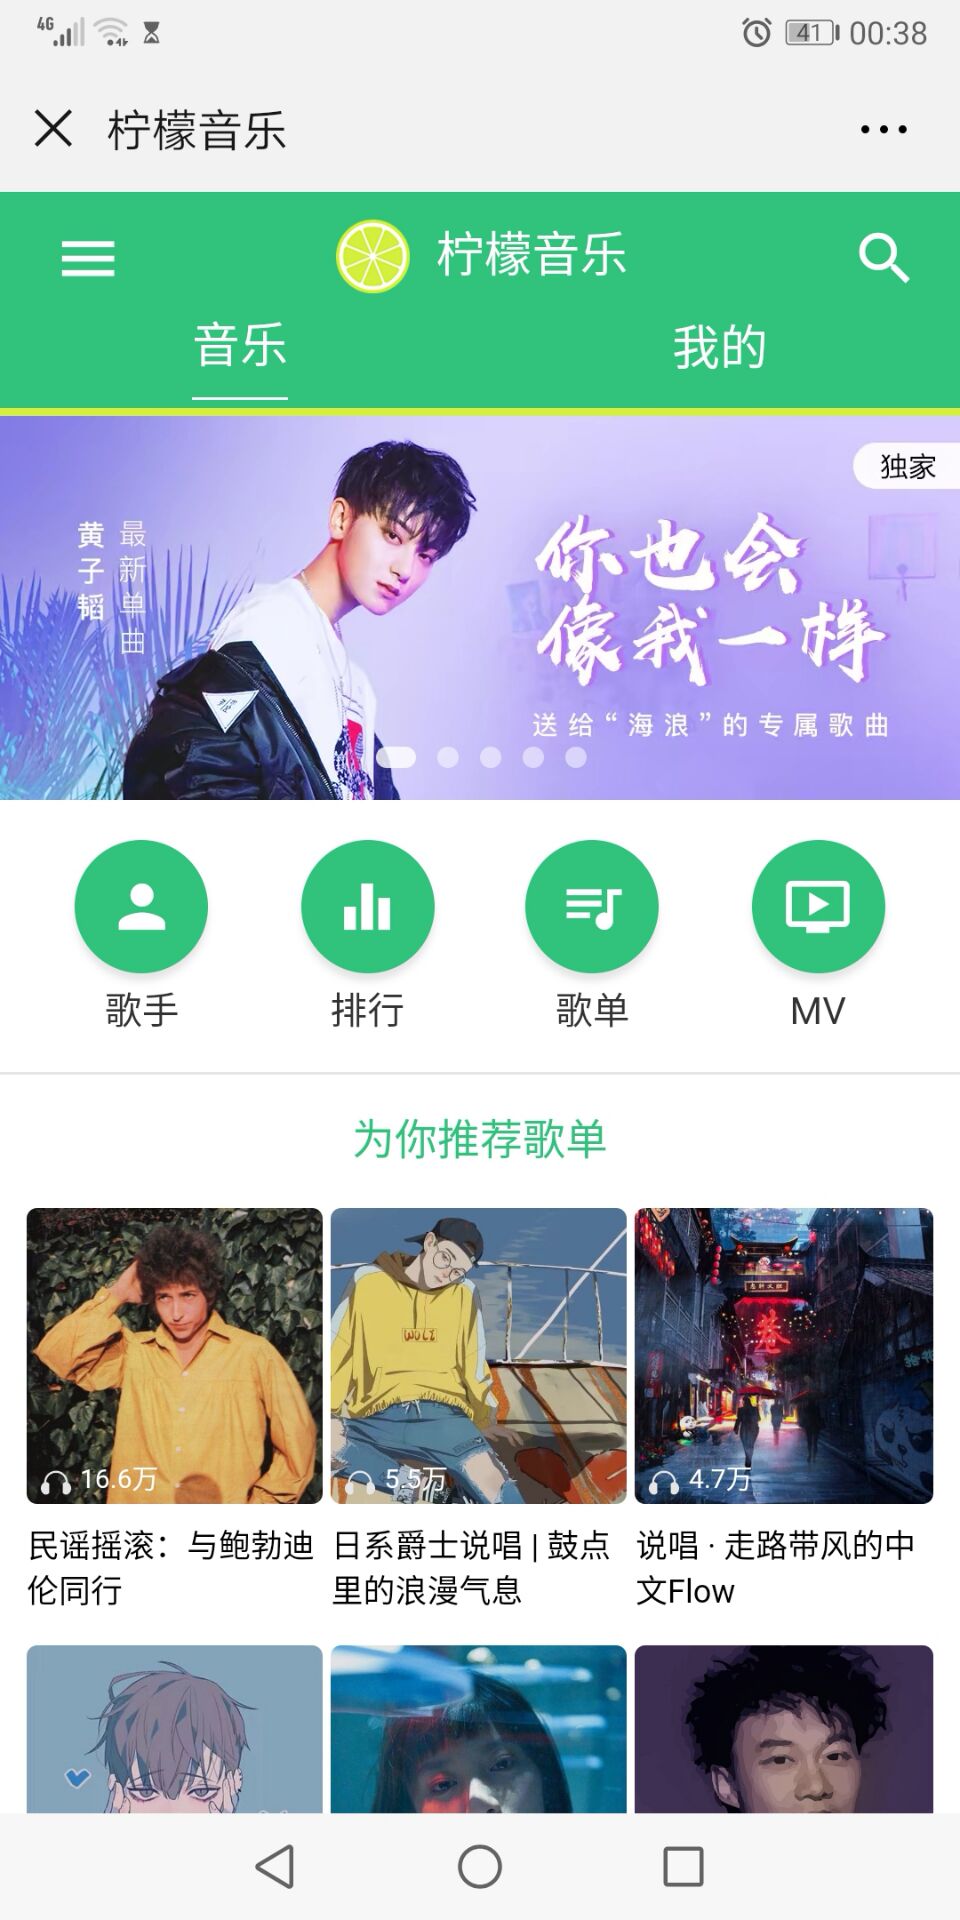 4G
41
00:38
柠檬音乐
柠檬音乐
音乐
我的
独家
黄子韬
最新单曲
你也会
像我一样
送给“海浪”的专属歌曲
歌手
排行
歌单
MV
为你推荐歌单
WOLI
16.6万
5.5万
4.7万
民谣摇滚：与鲍勃迪
伦同行
日系爵士说唱 | 鼓点
里的浪漫气息
说唱 · 走路带风的中
文Flow